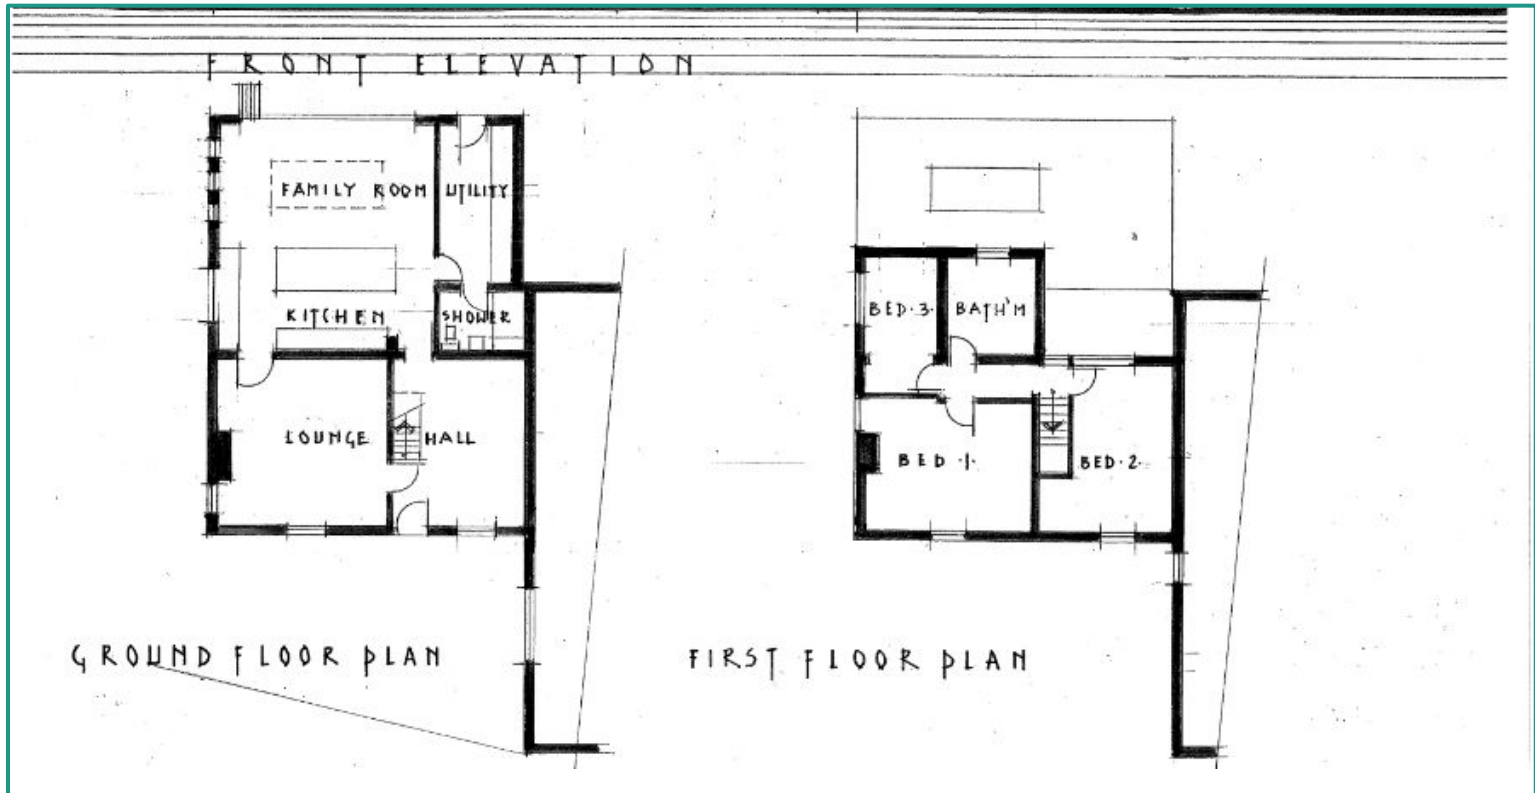 FRONT ELEVATION
FAMILY ROOM
UTILITY
KITCHEN
SHOWER
LOUNGE
HALL
GROUND FLOOR PLAN
BED·3·
BATH'M
BED·1·
BED·2·
FIRST FLOOR PLAN